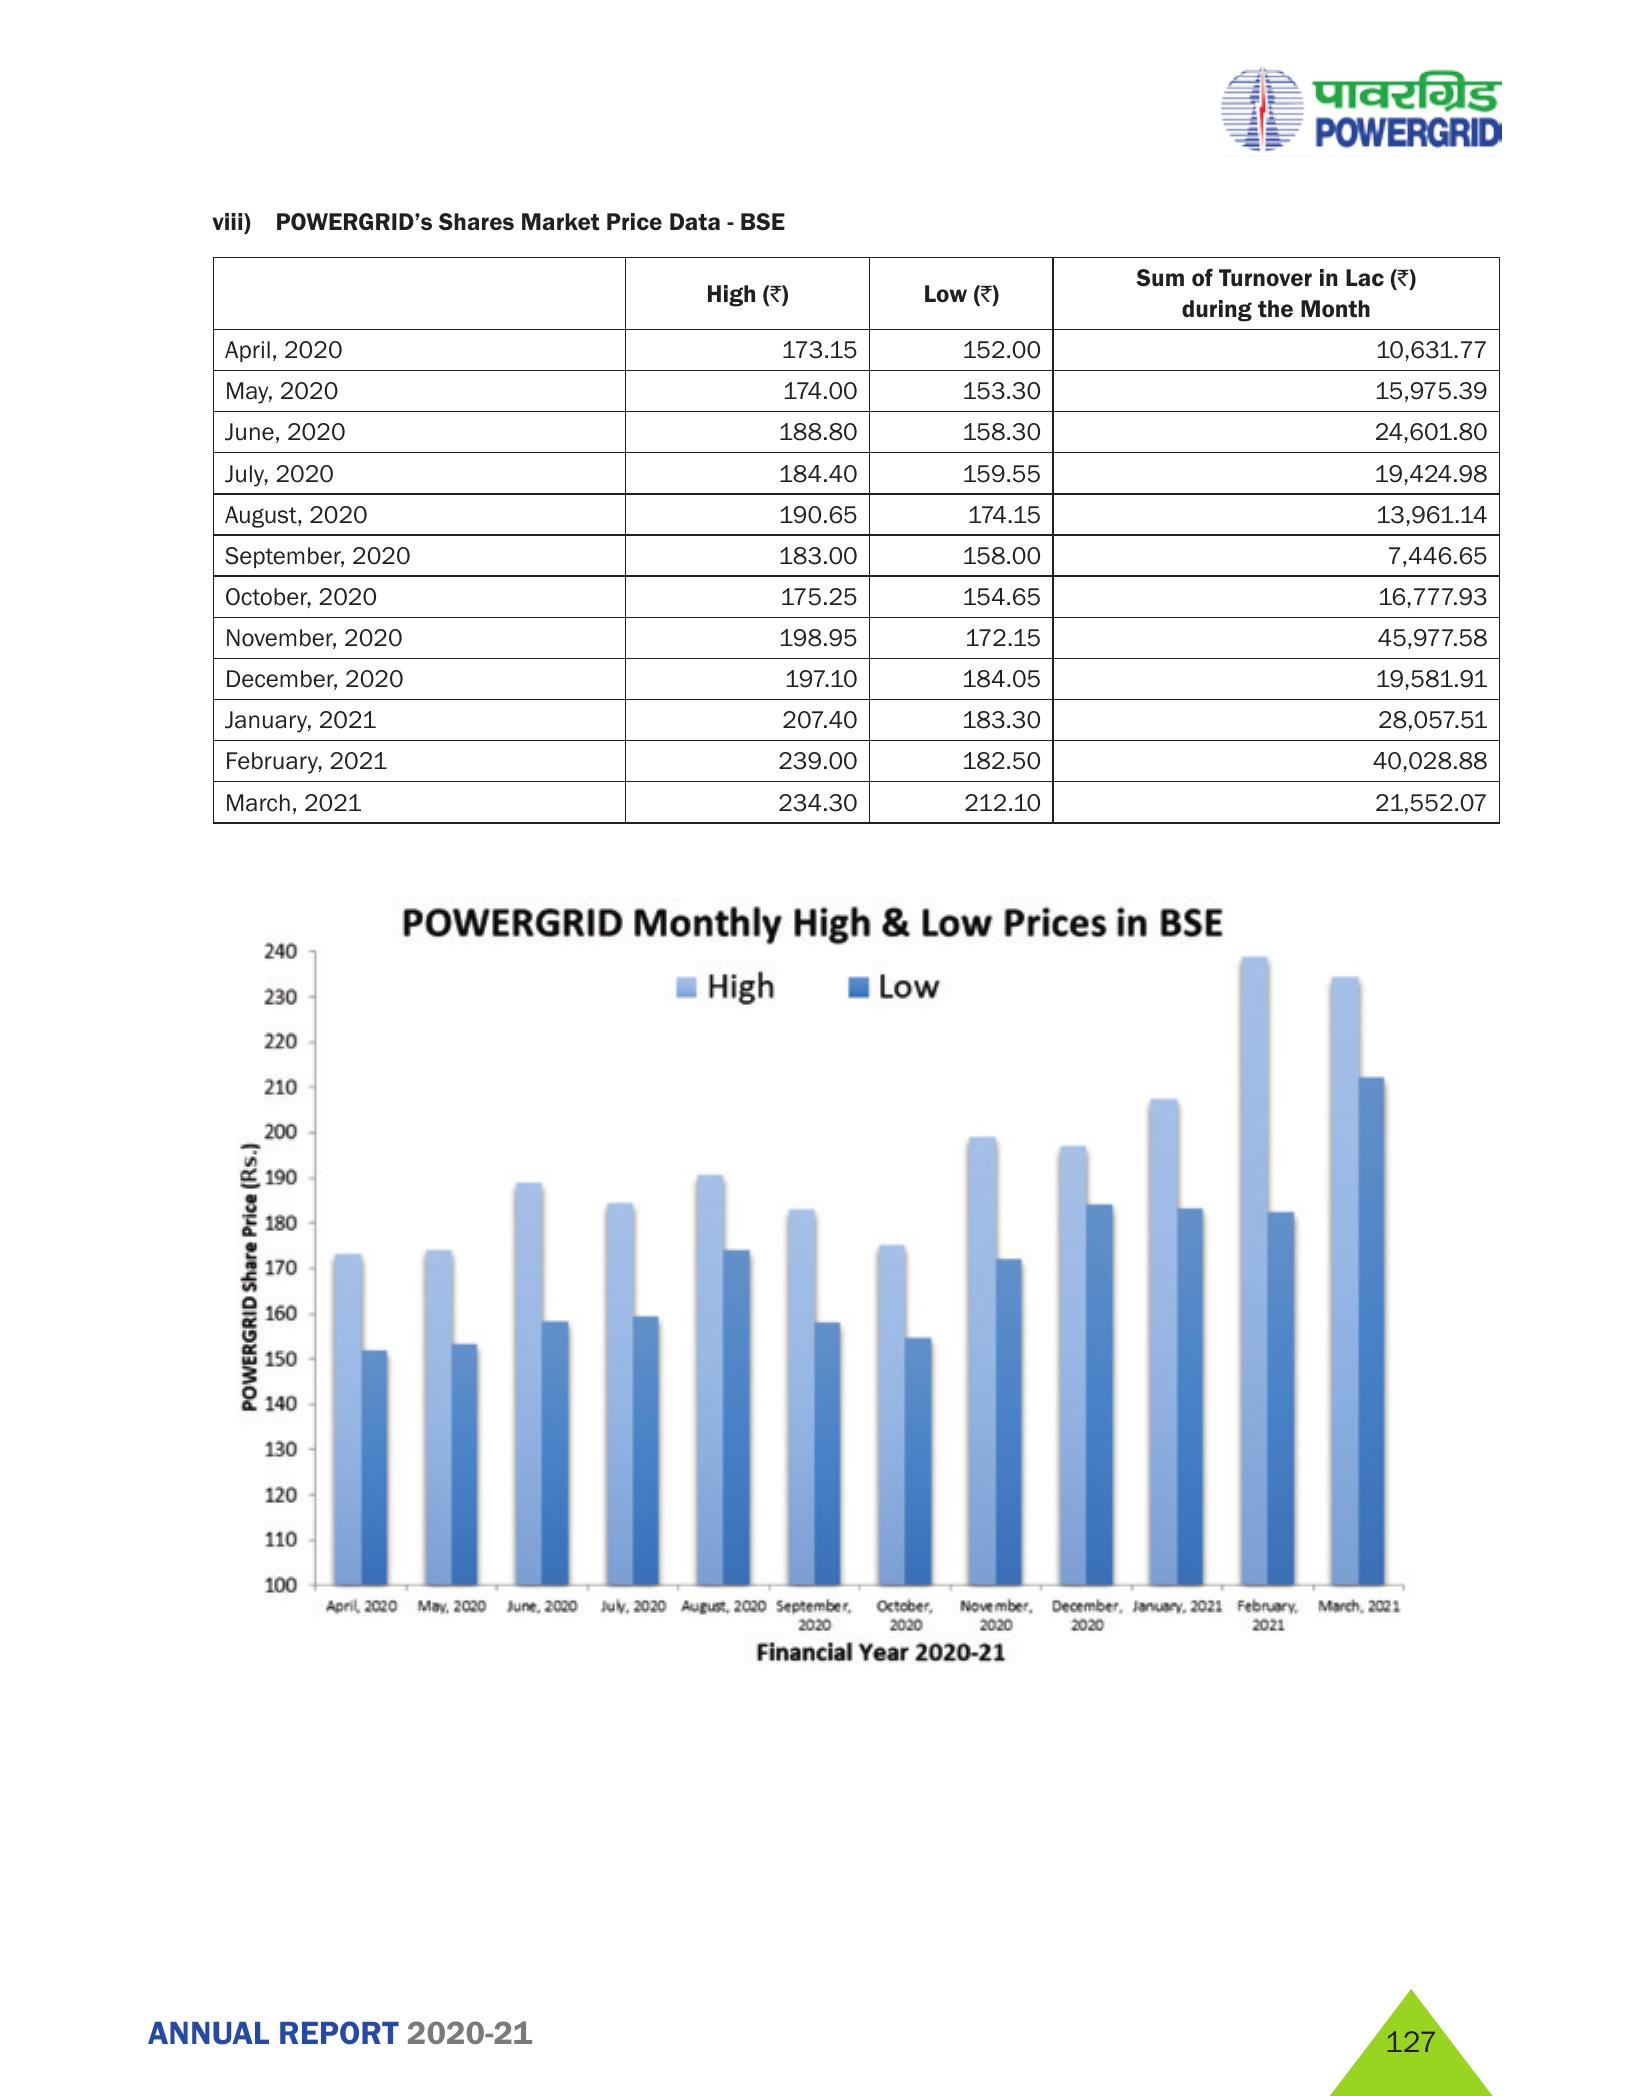 पावरग्रिड
POWERGRID
viii) POWERGRID’s Shares Market Price Data - BSE
High (₹) Low (₹) Sum of Turnover in Lac (₹) during the Month
April, 2020 173.15 152.00 10,631.77
May, 2020 174.00 153.30 15,975.39
June, 2020 188.80 158.30 24,601.80
July, 2020 184.40 159.55 19,424.98
August, 2020 190.65 174.15 13,961.14
September, 2020 183.00 158.00 7,446.65
October, 2020 175.25 154.65 16,777.93
November, 2020 198.95 172.15 45,977.58
December, 2020 197.10 184.05 19,581.91
January, 2021 207.40 183.30 28,057.51
February, 2021 239.00 182.50 40,028.88
March, 2021 234.30 212.10 21,552.07
POWERGRID Monthly High & Low Prices in BSE
High Low
240
230
220
210
200
190
180
170
160
150
140
130
120
110
100
POWERGRID Share Price (Rs.)
April, 2020 May, 2020 June, 2020 July, 2020 August, 2020 September, 2020 October, 2020 November, 2020 December, 2020 January, 2021 February, 2021 March, 2021
Financial Year 2020-21
ANNUAL REPORT 2020-21
127